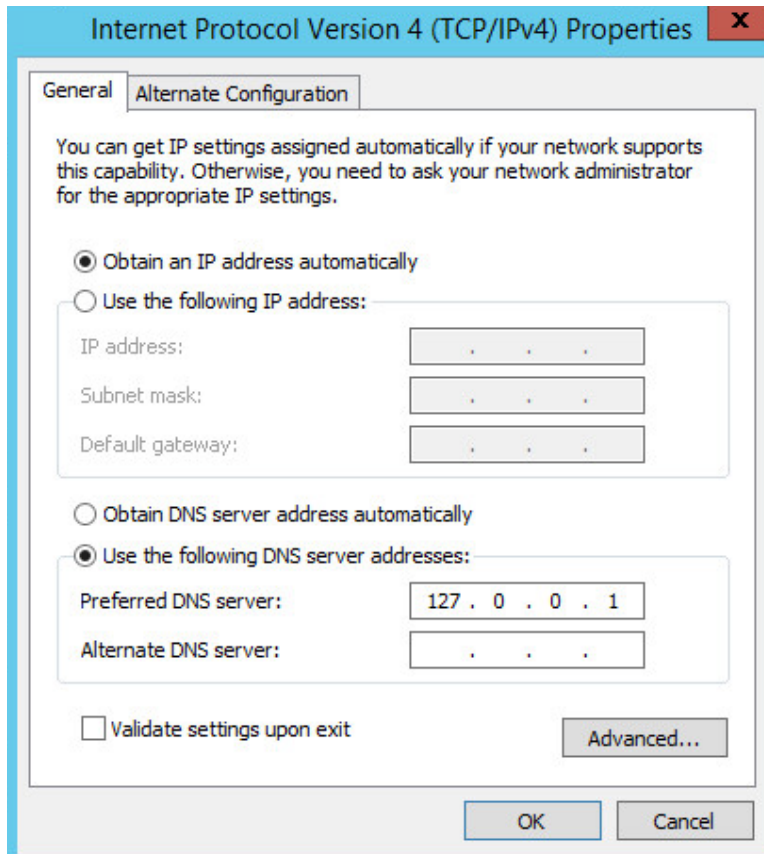 Internet Protocol Version 4 (TCP/IPv4) Properties
x
General
Alternate Configuration
You can get IP settings assigned automatically if your network supports
this capability. Otherwise, you need to ask your network administrator
for the appropriate IP settings.
Obtain an IP address automatically
Use the following IP address:
IP address:
. . .
Subnet mask:
. . .
Default gateway:
. . .
Obtain DNS server address automatically
Use the following DNS server addresses:
Preferred DNS server:
127 . 0 . 0 . 1
Alternate DNS server:
. . .
Validate settings upon exit
Advanced...
OK
Cancel